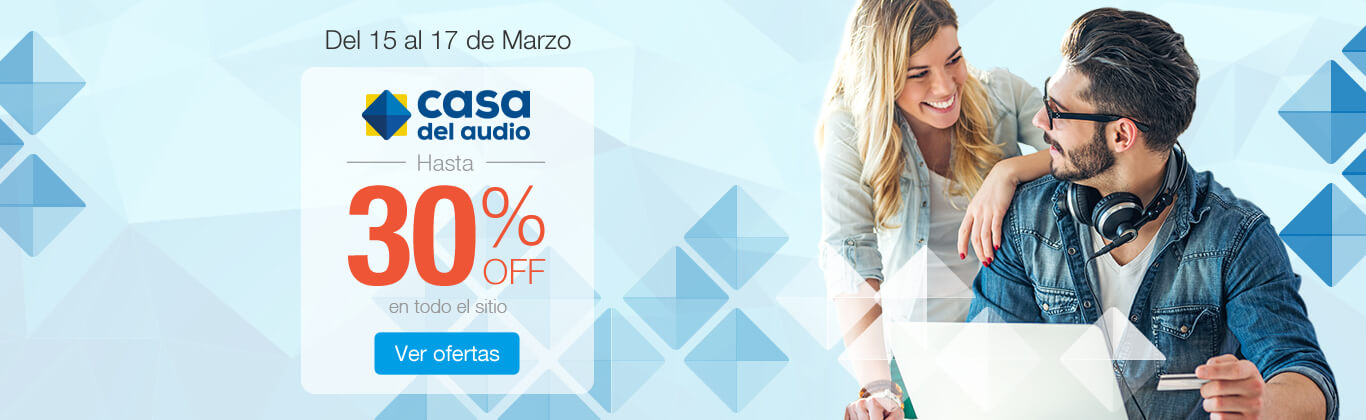 Del 15 al 17 de Marzo
casa
del audio
Hasta
30%
OFF
en todo el sitio
Ver ofertas